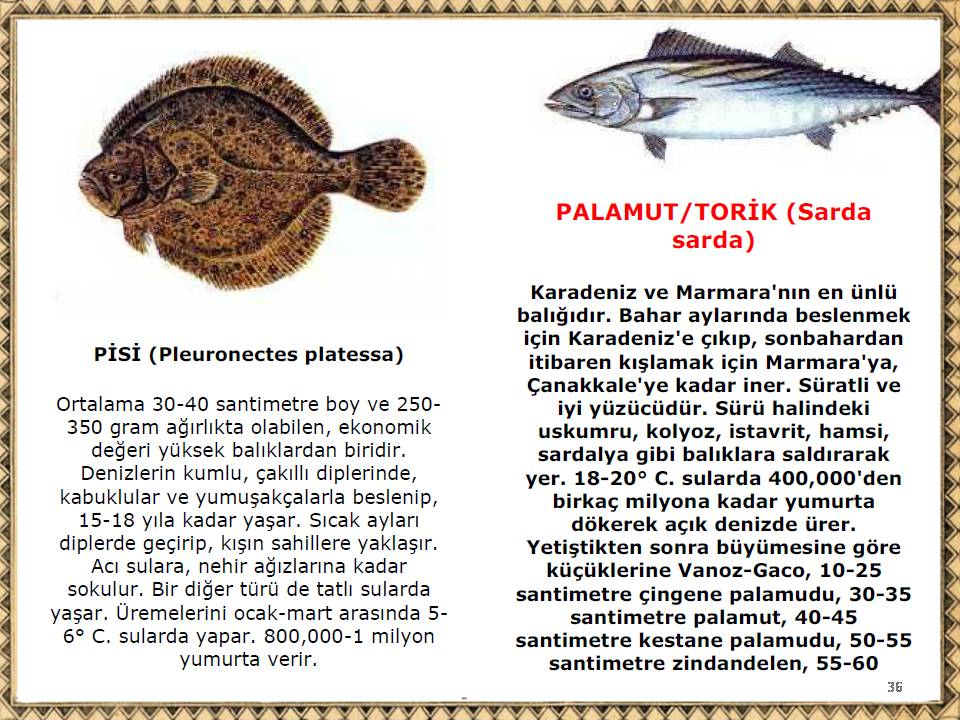 PİSİ (Pleuronectes platessa)
Ortalama 30-40 santimetre boy ve 250-
350 gram ağırlıkta olabilen, ekonomik
değeri yüksek balıklardan biridir.
Denizlerin kumlu, çakıllı diplerinde,
kabuklular ve yumuşakçalarla beslenip,
15-18 yıla kadar yaşar. Sıcak ayları
diplerde geçirip, kışın sahillere yaklaşır.
Acı sulara, nehir ağızlarına kadar
sokulur. Bir diğer türü de tatlı sularda
yaşar. Üremelerini ocak-mart arasında 5-
6° C. sularda yapar. 800,000-1 milyon
yumurta verir.
PALAMUT/TORİK (Sarda
sarda)
Karadeniz ve Marmara'nın en ünlü
balığıdır. Bahar aylarında beslenmek
için Karadeniz'e çıkıp, sonbahardan
itibaren kışlamak için Marmara'ya,
Çanakkale'ye kadar iner. Süratli ve
iyi yüzücüdür. Sürü halindeki
uskumru, kolyoz, istavrit, hamsi,
sardalya gibi balıklara saldırarak
yer. 18-20° C. sularda 400,000'den
birkaç milyona kadar yumurta
dökerek açık denizde ürer.
Yetiştikten sonra büyümesine göre
küçüklerine Vanoz-Gaco, 10-25
santimetre çingene palamudu, 30-35
santimetre palamut, 40-45
santimetre kestane palamudu, 50-55
santimetre zindandelen, 55-60
36